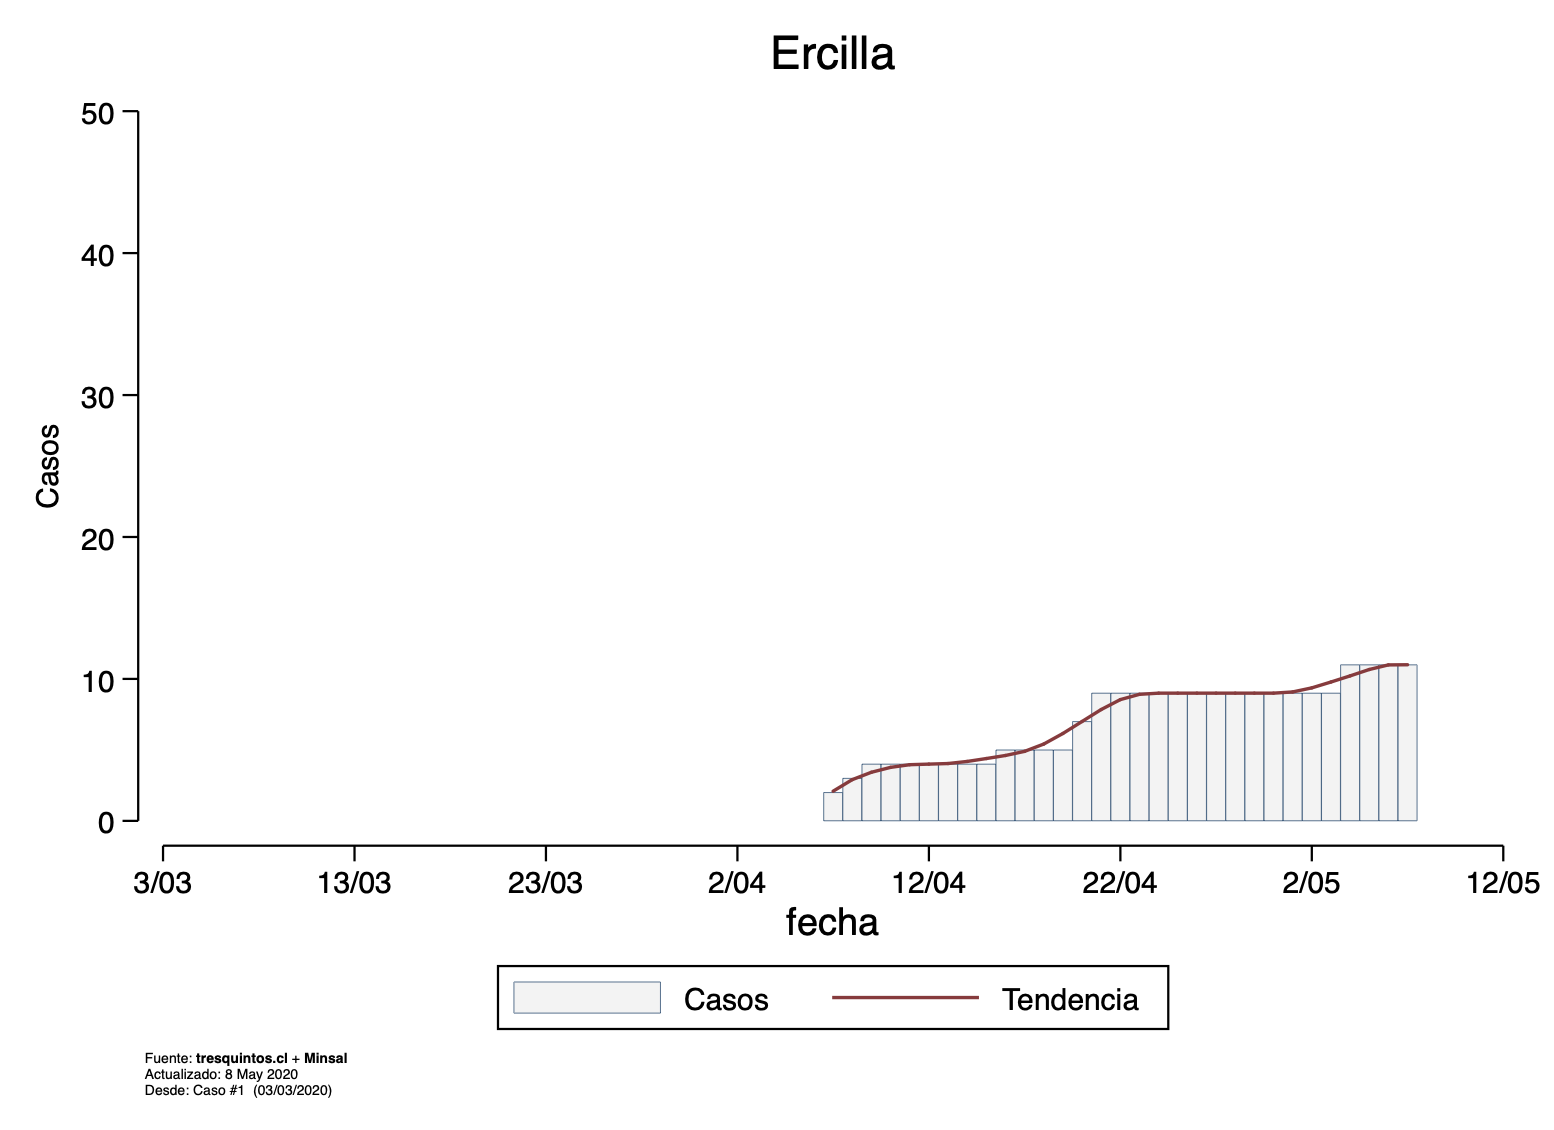 Ercilla
50
40
30
20
10
0
Casos
3/03 13/03 23/03 2/04 12/04 22/04 2/05 12/05
fecha
Casos Tendencia
Fuente: tresquintos.cl + Minsal
Actualizado: 8 May 2020
Desde: Caso #1 (03/03/2020)